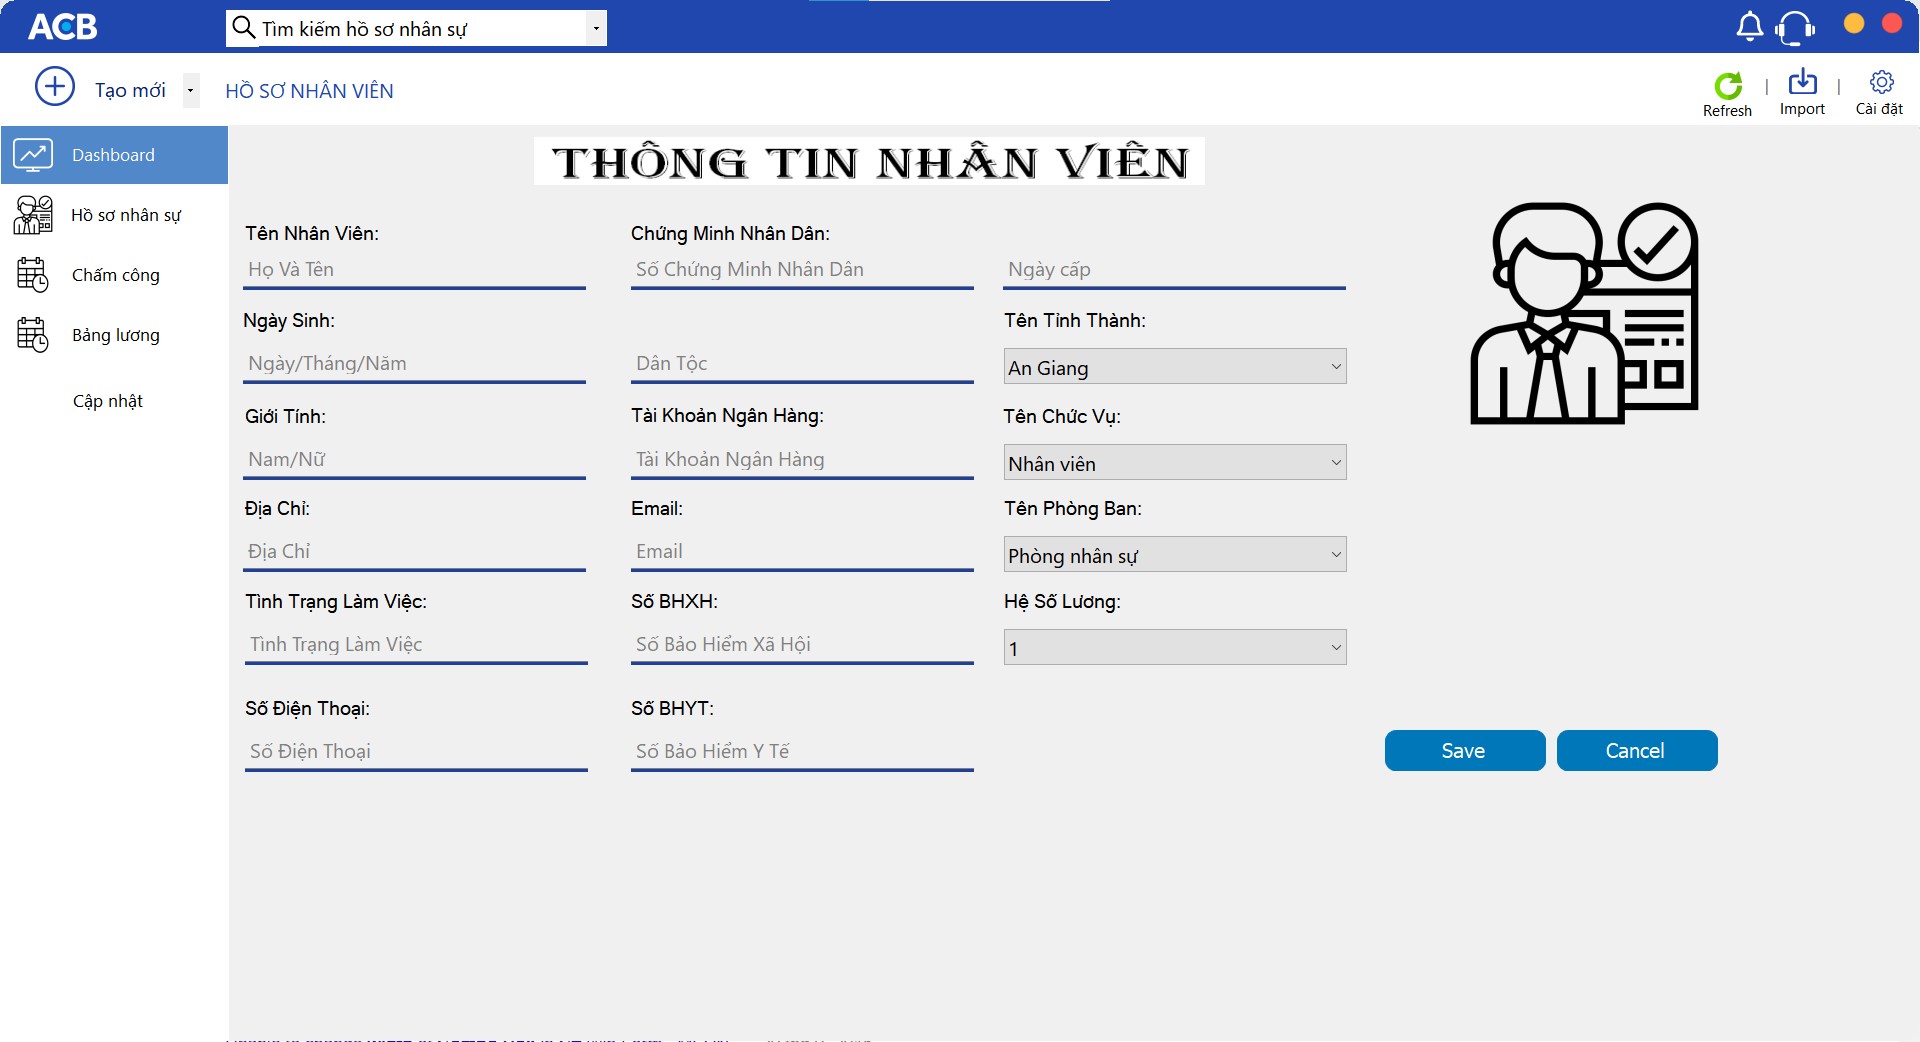 ACB
Tìm kiếm hồ sơ nhân sự
Tạo mới
HỒ SƠ NHÂN VIÊN
Refresh
Import
Cài đặt
Dashboard
Hồ sơ nhân sự
Chấm công
Bảng lương
Cập nhật
THÔNG TIN NHÂN VIÊN
Tên Nhân Viên:
Chứng Minh Nhân Dân:
Họ Và Tên
Số Chứng Minh Nhân Dân
Ngày cấp
Ngày Sinh:
Tên Tỉnh Thành:
Ngày/Tháng/Năm
Dân Tộc
An Giang
Giới Tính:
Tài Khoản Ngân Hàng:
Tên Chức Vụ:
Nam/Nữ
Tài Khoản Ngân Hàng
Nhân viên
Địa Chỉ:
Email:
Tên Phòng Ban:
Địa Chỉ
Email
Phòng nhân sự
Tình Trạng Làm Việc:
Số BHXH:
Hệ Số Lương:
Tình Trạng Làm Việc
Số Bảo Hiểm Xã Hội
1
Số Điện Thoại:
Số BHYT:
Số Điện Thoại
Số Bảo Hiểm Y Tế
Save
Cancel